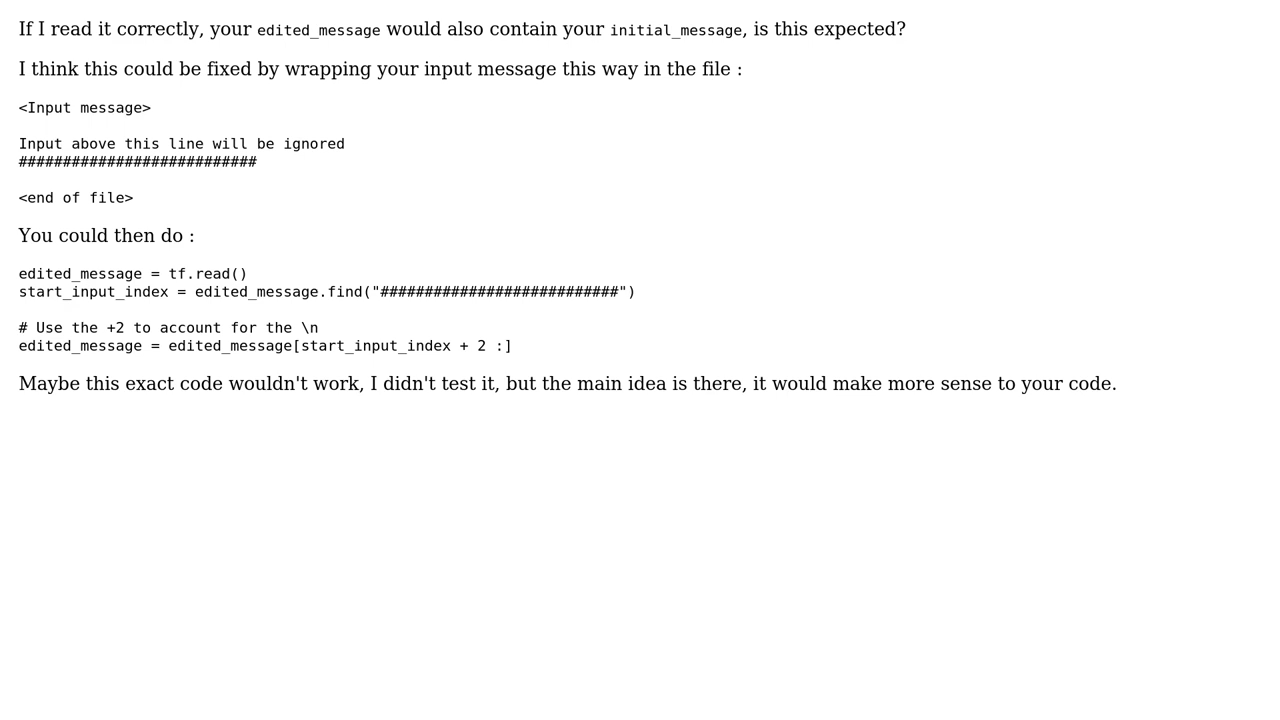 If I read it correctly, your edited_message would also contain your initial_message, is this expected?
I think this could be fixed by wrapping your input message this way in the file :
<Input message>
Input above this line will be ignored
###########################
<end of file>
You could then do :
edited_message = tf.read()
start_input_index = edited_message.find("###########################")
# Use the +2 to account for the \n
edited_message = edited_message[start_input_index + 2 :]
Maybe this exact code wouldn't work, I didn't test it, but the main idea is there, it would make more sense to your code.